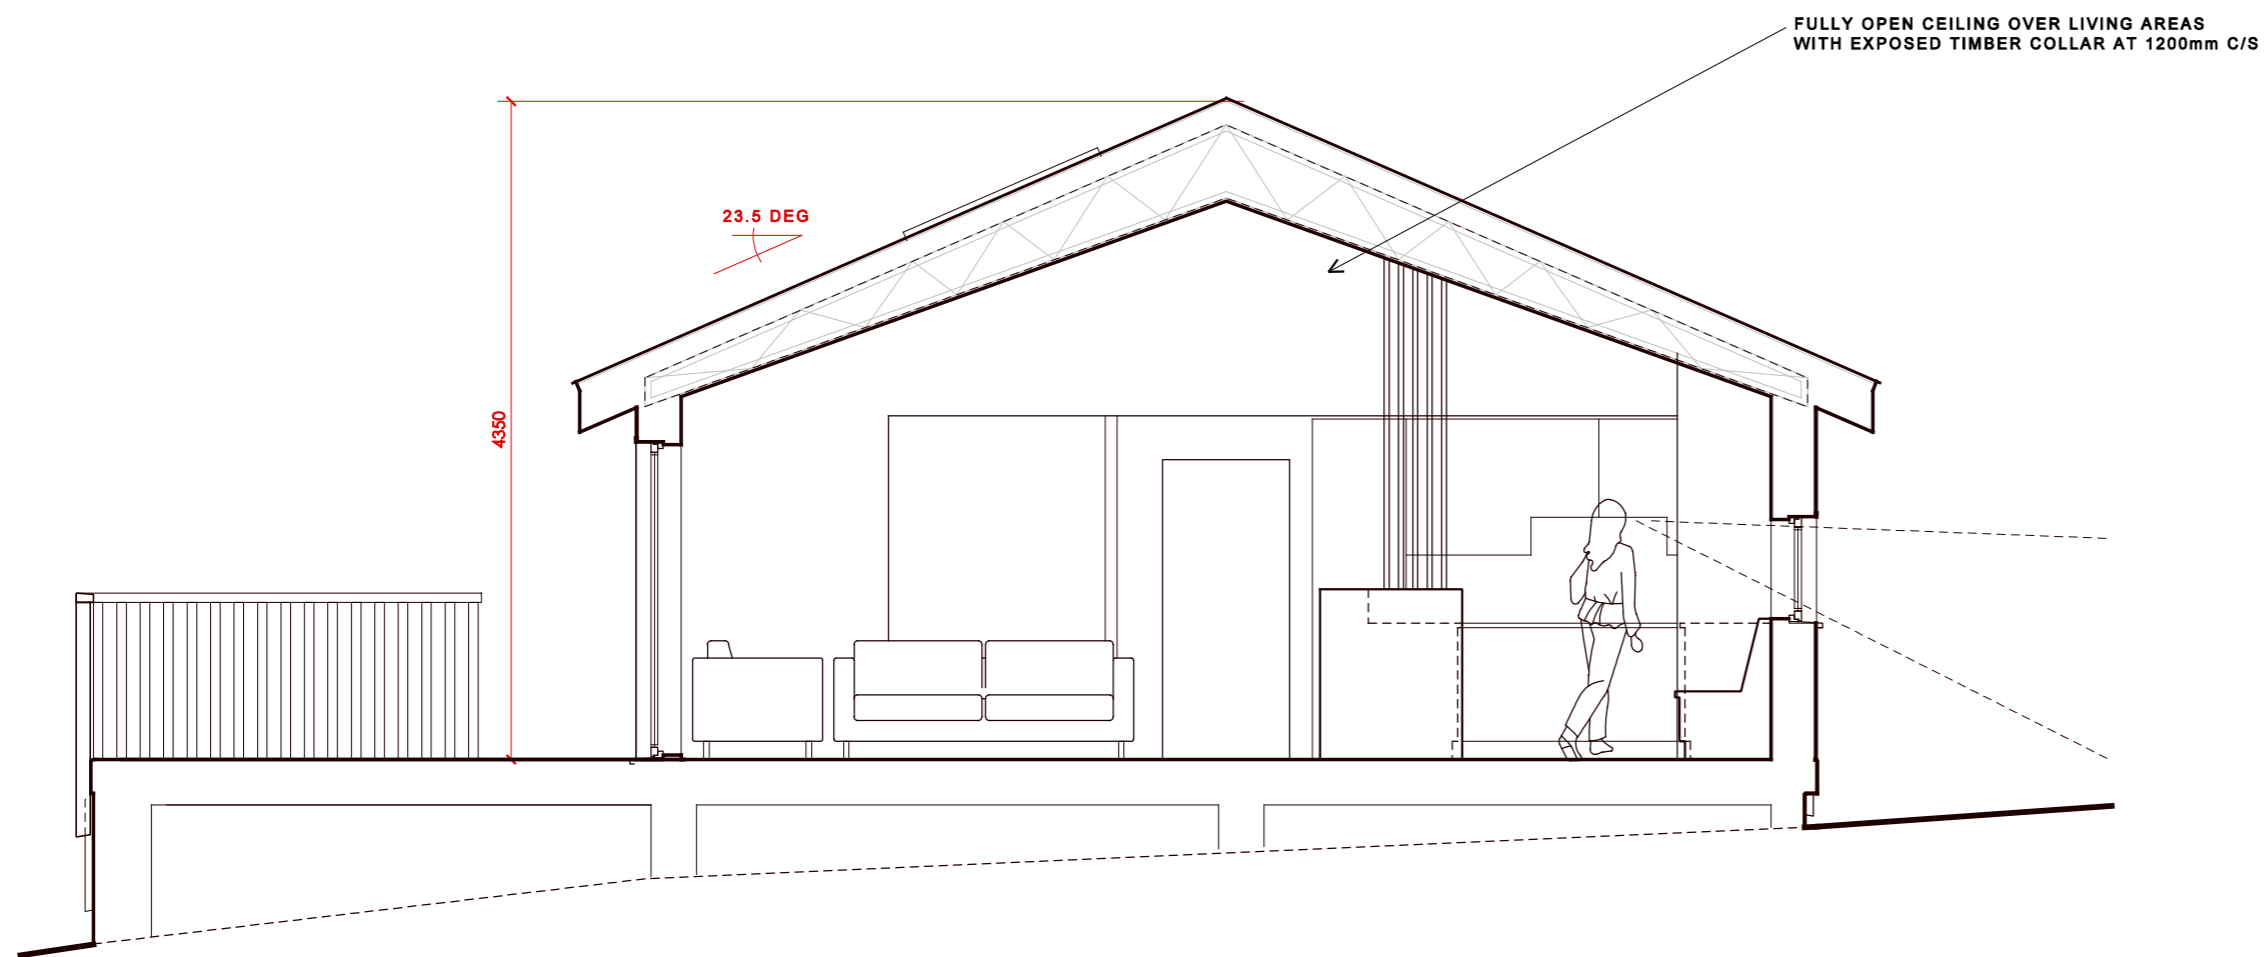 FULLY OPEN CEILING OVER LIVING AREAS
WITH EXPOSED TIMBER COLLAR AT 1200mm C/S
23.5 DEG
4350